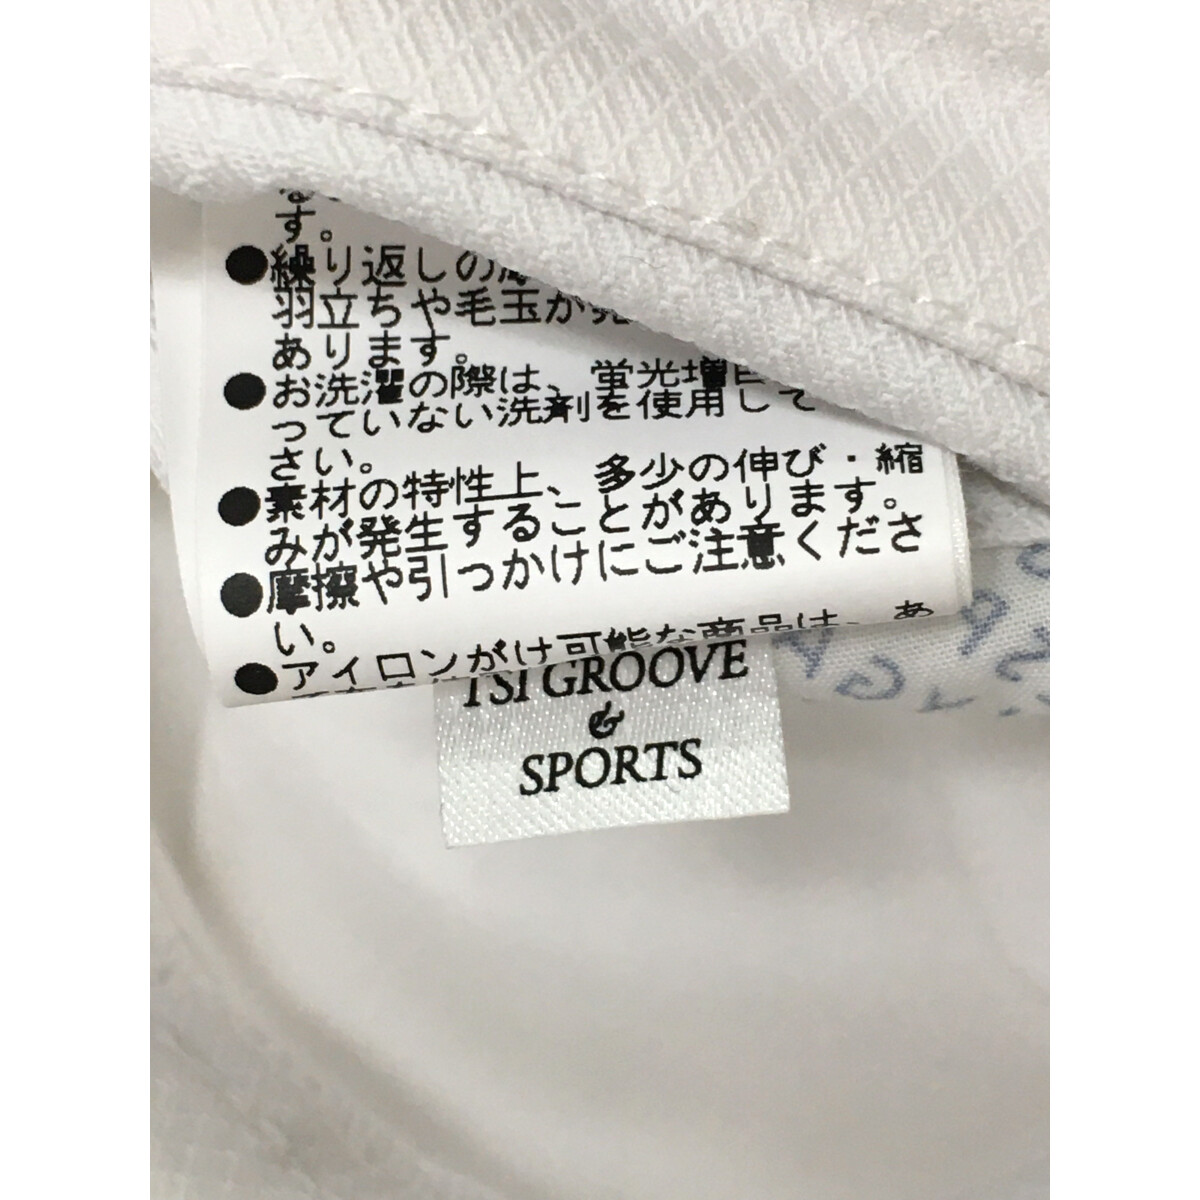 す。
●繰り返しの
羽立ちや毛玉が発
あります。
●お洗濯の際は、蛍光増白
っていない洗剤を使用して
さい。
●素材の特性上、多少の伸び・縮
みが発生することがあります。
●摩擦や引っかけにご注意くださ
い。
●アイロンがけ可能な商品は、あ
TSI GROOVE
&
SPORTS